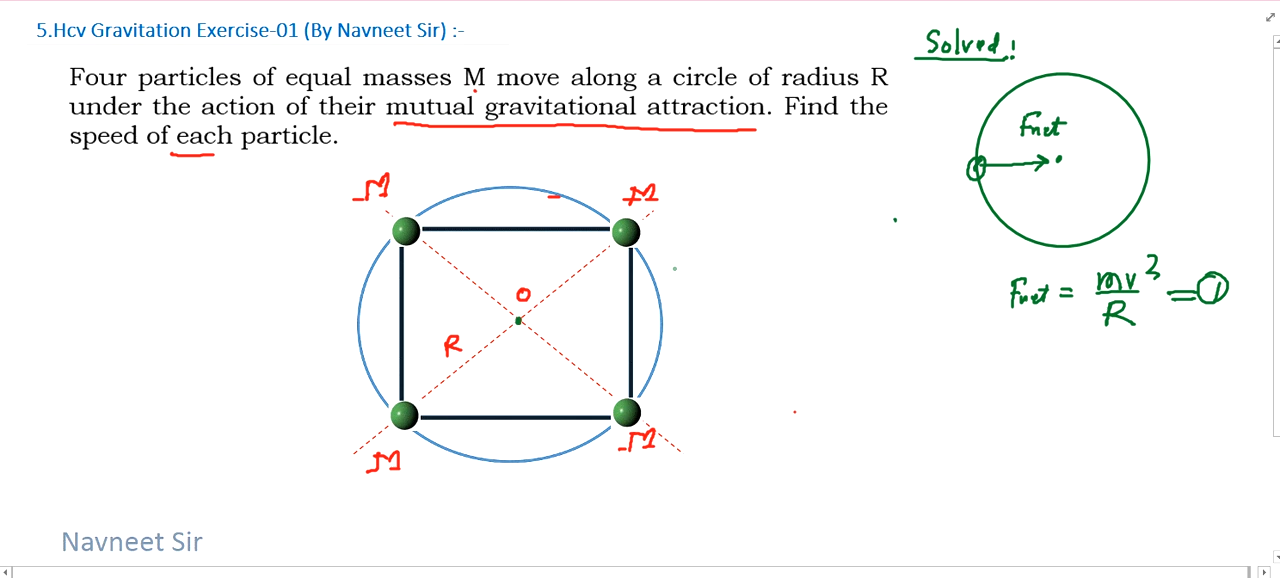 5.Hcv Gravitation Exercise-01 (By Navneet Sir) :-
Solved!
Four particles of equal masses M move along a circle of radius R
under the action of their mutual gravitational attraction. Find the
speed of each particle.
Fnet
M
M
O
R
M
M
Fnet = mv² / R = ①
Navneet Sir